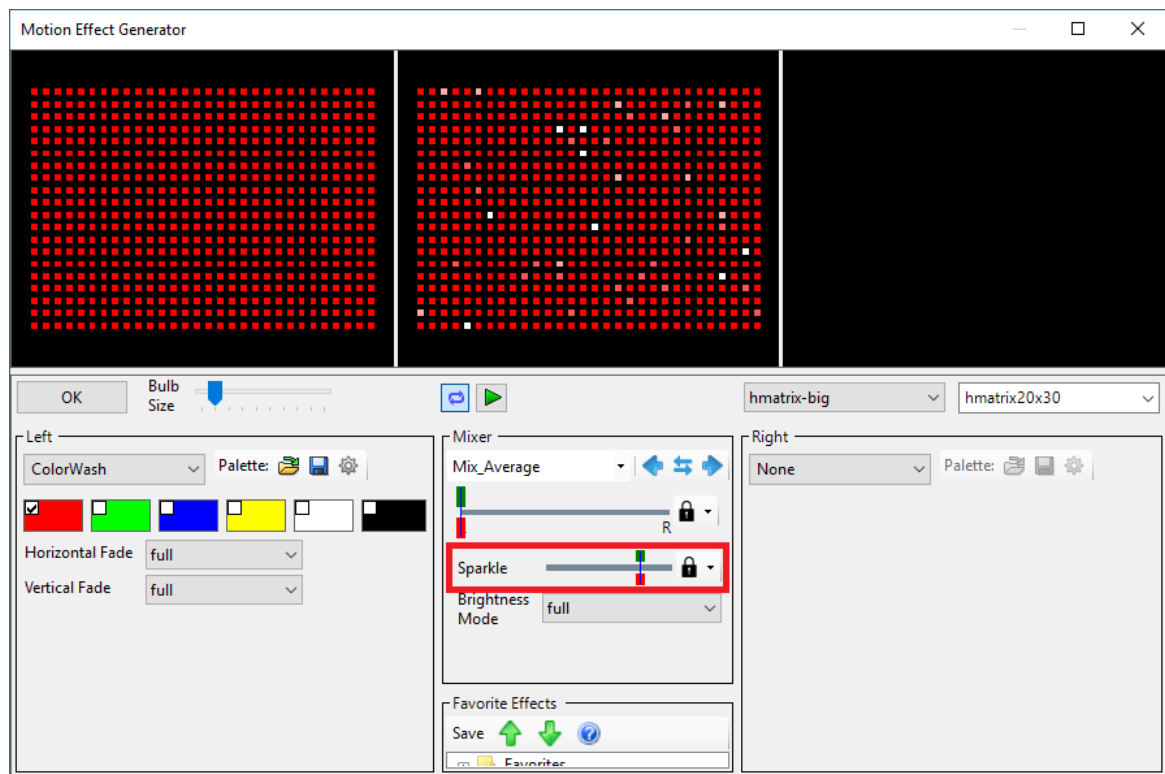 Motion Effect Generator
OK
Bulb
Size
hmatrix-big
hmatrix20x30
Left
ColorWash
Palette:
Horizontal Fade
full
Vertical Fade
full
Mixer
Mix_Average
R
Sparkle
Brightness
Mode
full
Favorite Effects
Save
Favorites
Right
None
Palette: